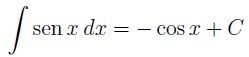 ∫ sen x dx = − cos x + C